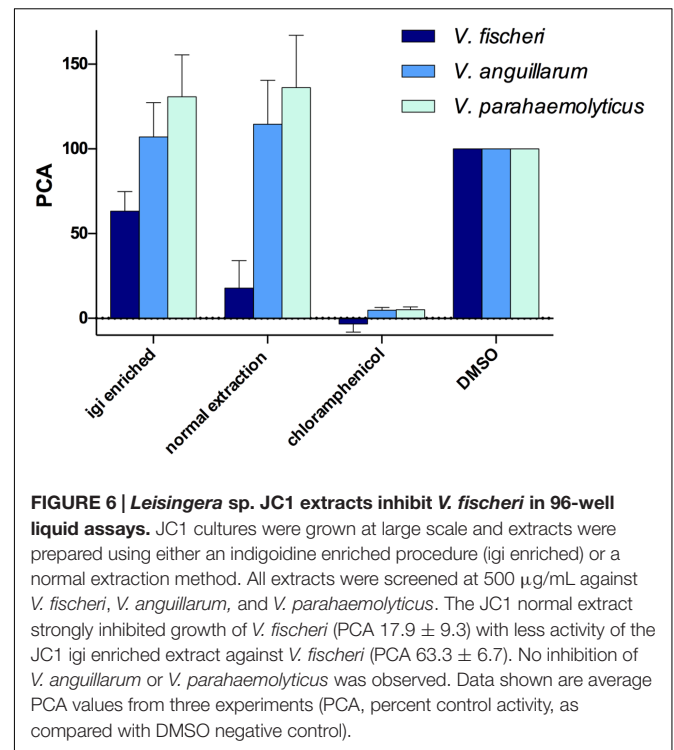 V. fischeri
V. anguillarum
V. parahaemolyticus
150
100
50
0
PCA
igi enriched
normal extraction
chloramphenicol
DMSO
FIGURE 6 | Leisingera sp. JC1 extracts inhibit V. fischeri in 96-well
liquid assays. JC1 cultures were grown at large scale and extracts were
prepared using either an indigoidine enriched procedure (igi enriched) or a
normal extraction method. All extracts were screened at 500 μg/mL against
V. fischeri, V. anguillarum, and V. parahaemolyticus. The JC1 normal extract
strongly inhibited growth of V. fischeri (PCA 17.9 ± 9.3) with less activity of the
JC1 igi enriched extract against V. fischeri (PCA 63.3 ± 6.7). No inhibition of
V. anguillarum or V. parahaemolyticus was observed. Data shown are average
PCA values from three experiments (PCA, percent control activity, as
compared with DMSO negative control).